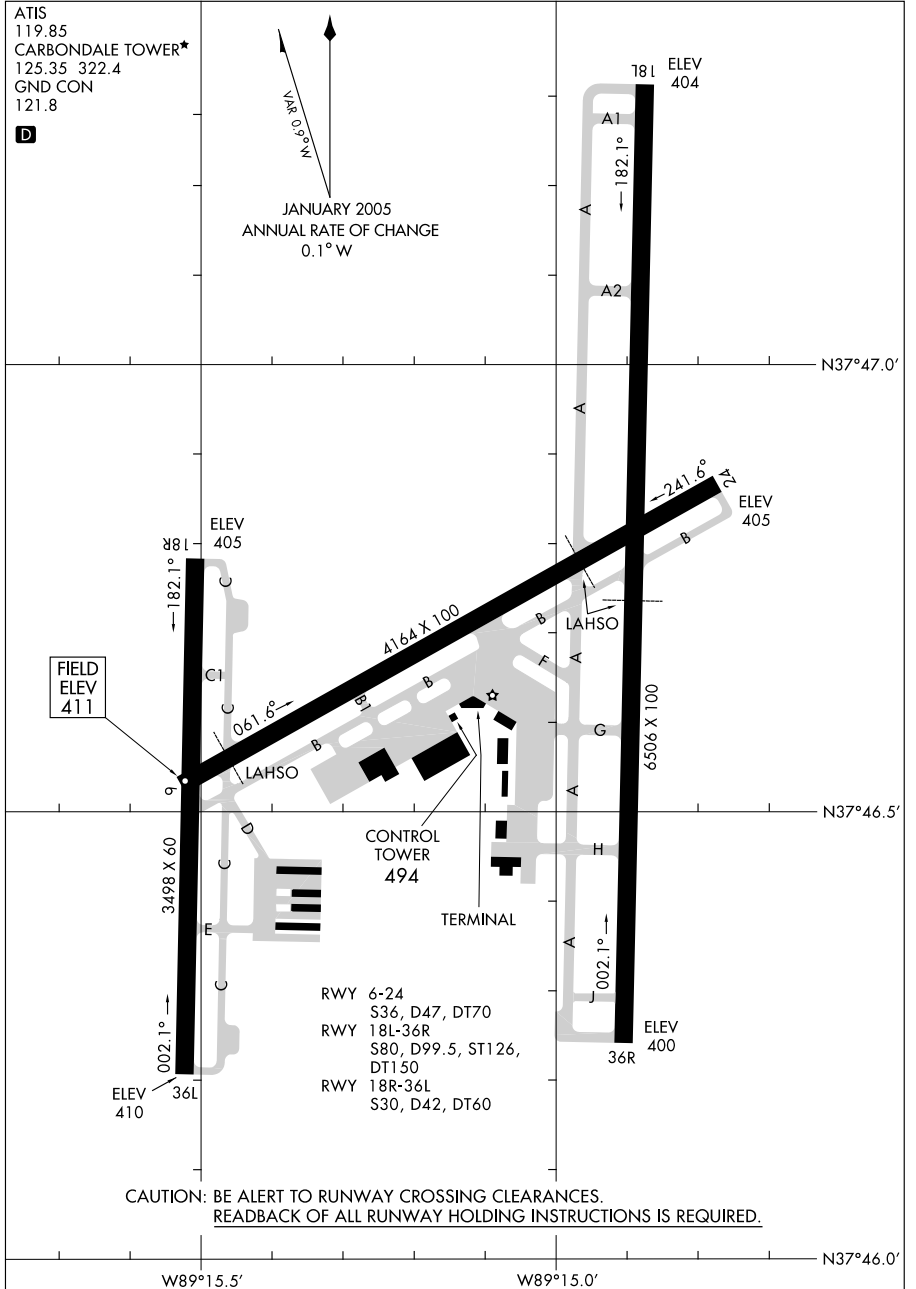 ATIS
119.85
CARBONDALE TOWER★
125.35 322.4
GND CON
121.8
D
VAR 0.9° W
JANUARY 2005
ANNUAL RATE OF CHANGE
0.1° W
18L
ELEV
404
A1
182.1°
A
A2
N37°47.0'
A
241.6°
24
ELEV
405
B
18R
ELEV
405
182.1°
C
4164 X 100
B
LAHSO
F
A
C1
FIELD
ELEV
411
C
061.6°
B1
B
B
G
6506 X 100
LAHSO
6
A
N37°46.5'
D
CONTROL
TOWER
494
H
3498 X 60
C
TERMINAL
E
A
002.1°
C
J
RWY 6-24
S36, D47, DT70
RWY 18L-36R
S80, D99.5, ST126,
DT150
RWY 18R-36L
S30, D42, DT60
002.1°
ELEV
400
36R
ELEV
410
36L
CAUTION: BE ALERT TO RUNWAY CROSSING CLEARANCES.
READBACK OF ALL RUNWAY HOLDING INSTRUCTIONS IS REQUIRED.
N37°46.0'
W89°15.5'
W89°15.0'